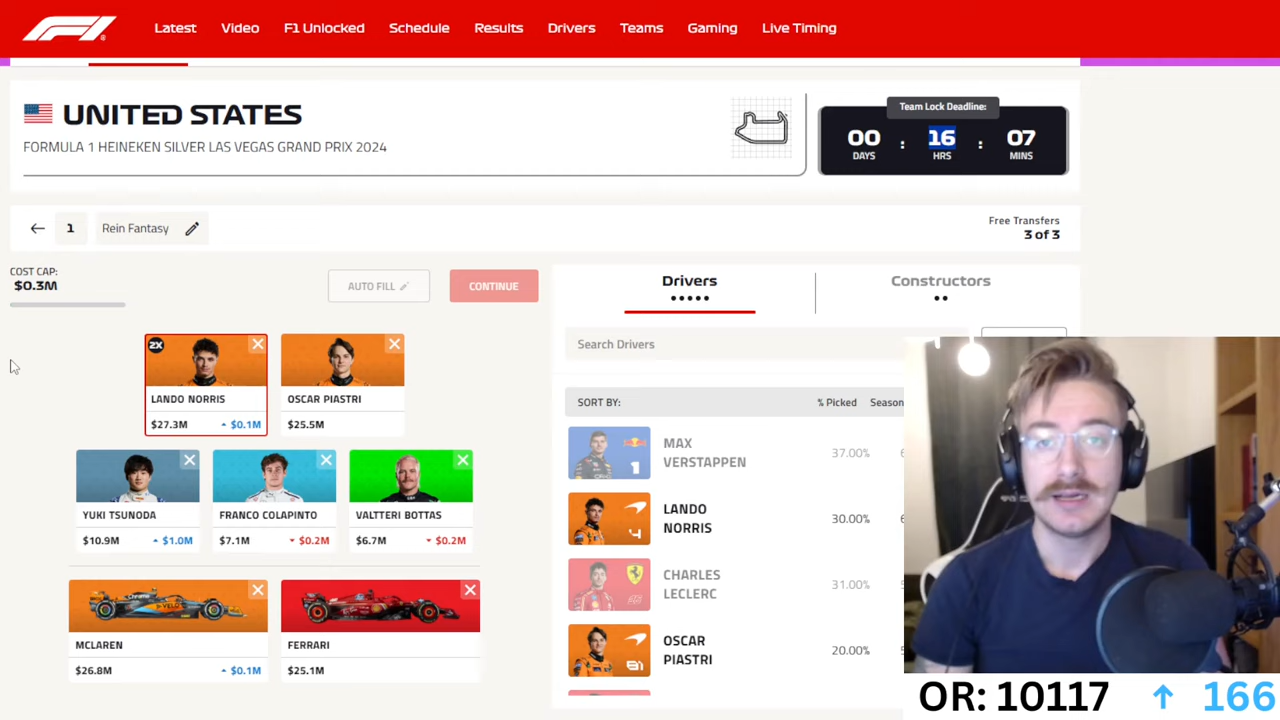 F1
Latest
Video
F1 Unlocked
Schedule
Results
Drivers
Teams
Gaming
Live Timing
UNITED STATES
FORMULA 1 HEINEKEN SILVER LAS VEGAS GRAND PRIX 2024
Team Lock Deadline:
00 : 16 : 07
DAYS HRS MINS
1
Rein Fantasy
Free Transfers
3 of 3
COST CAP:
$0.3M
AUTO FILL
CONTINUE
Drivers
Constructors
Search Drivers
2X
LANDO NORRIS
$27.3M $0.1M
OSCAR PIASTRI
$25.5M
YUKI TSUNODA
$10.9M $1.0M
FRANCO COLAPINTO
$7.1M $0.2M
VALTTERI BOTTAS
$6.7M $0.2M
MCLAREN
$26.8M $0.1M
FERRARI
$25.1M
SORT BY:
% Picked
Season
MAX
VERSTAPPEN
37.00%
1
LANDO
NORRIS
30.00%
4
CHARLES
LECLERC
31.00%
OSCAR
PIASTRI
20.00%
81
OR: 10117 ↑ 166